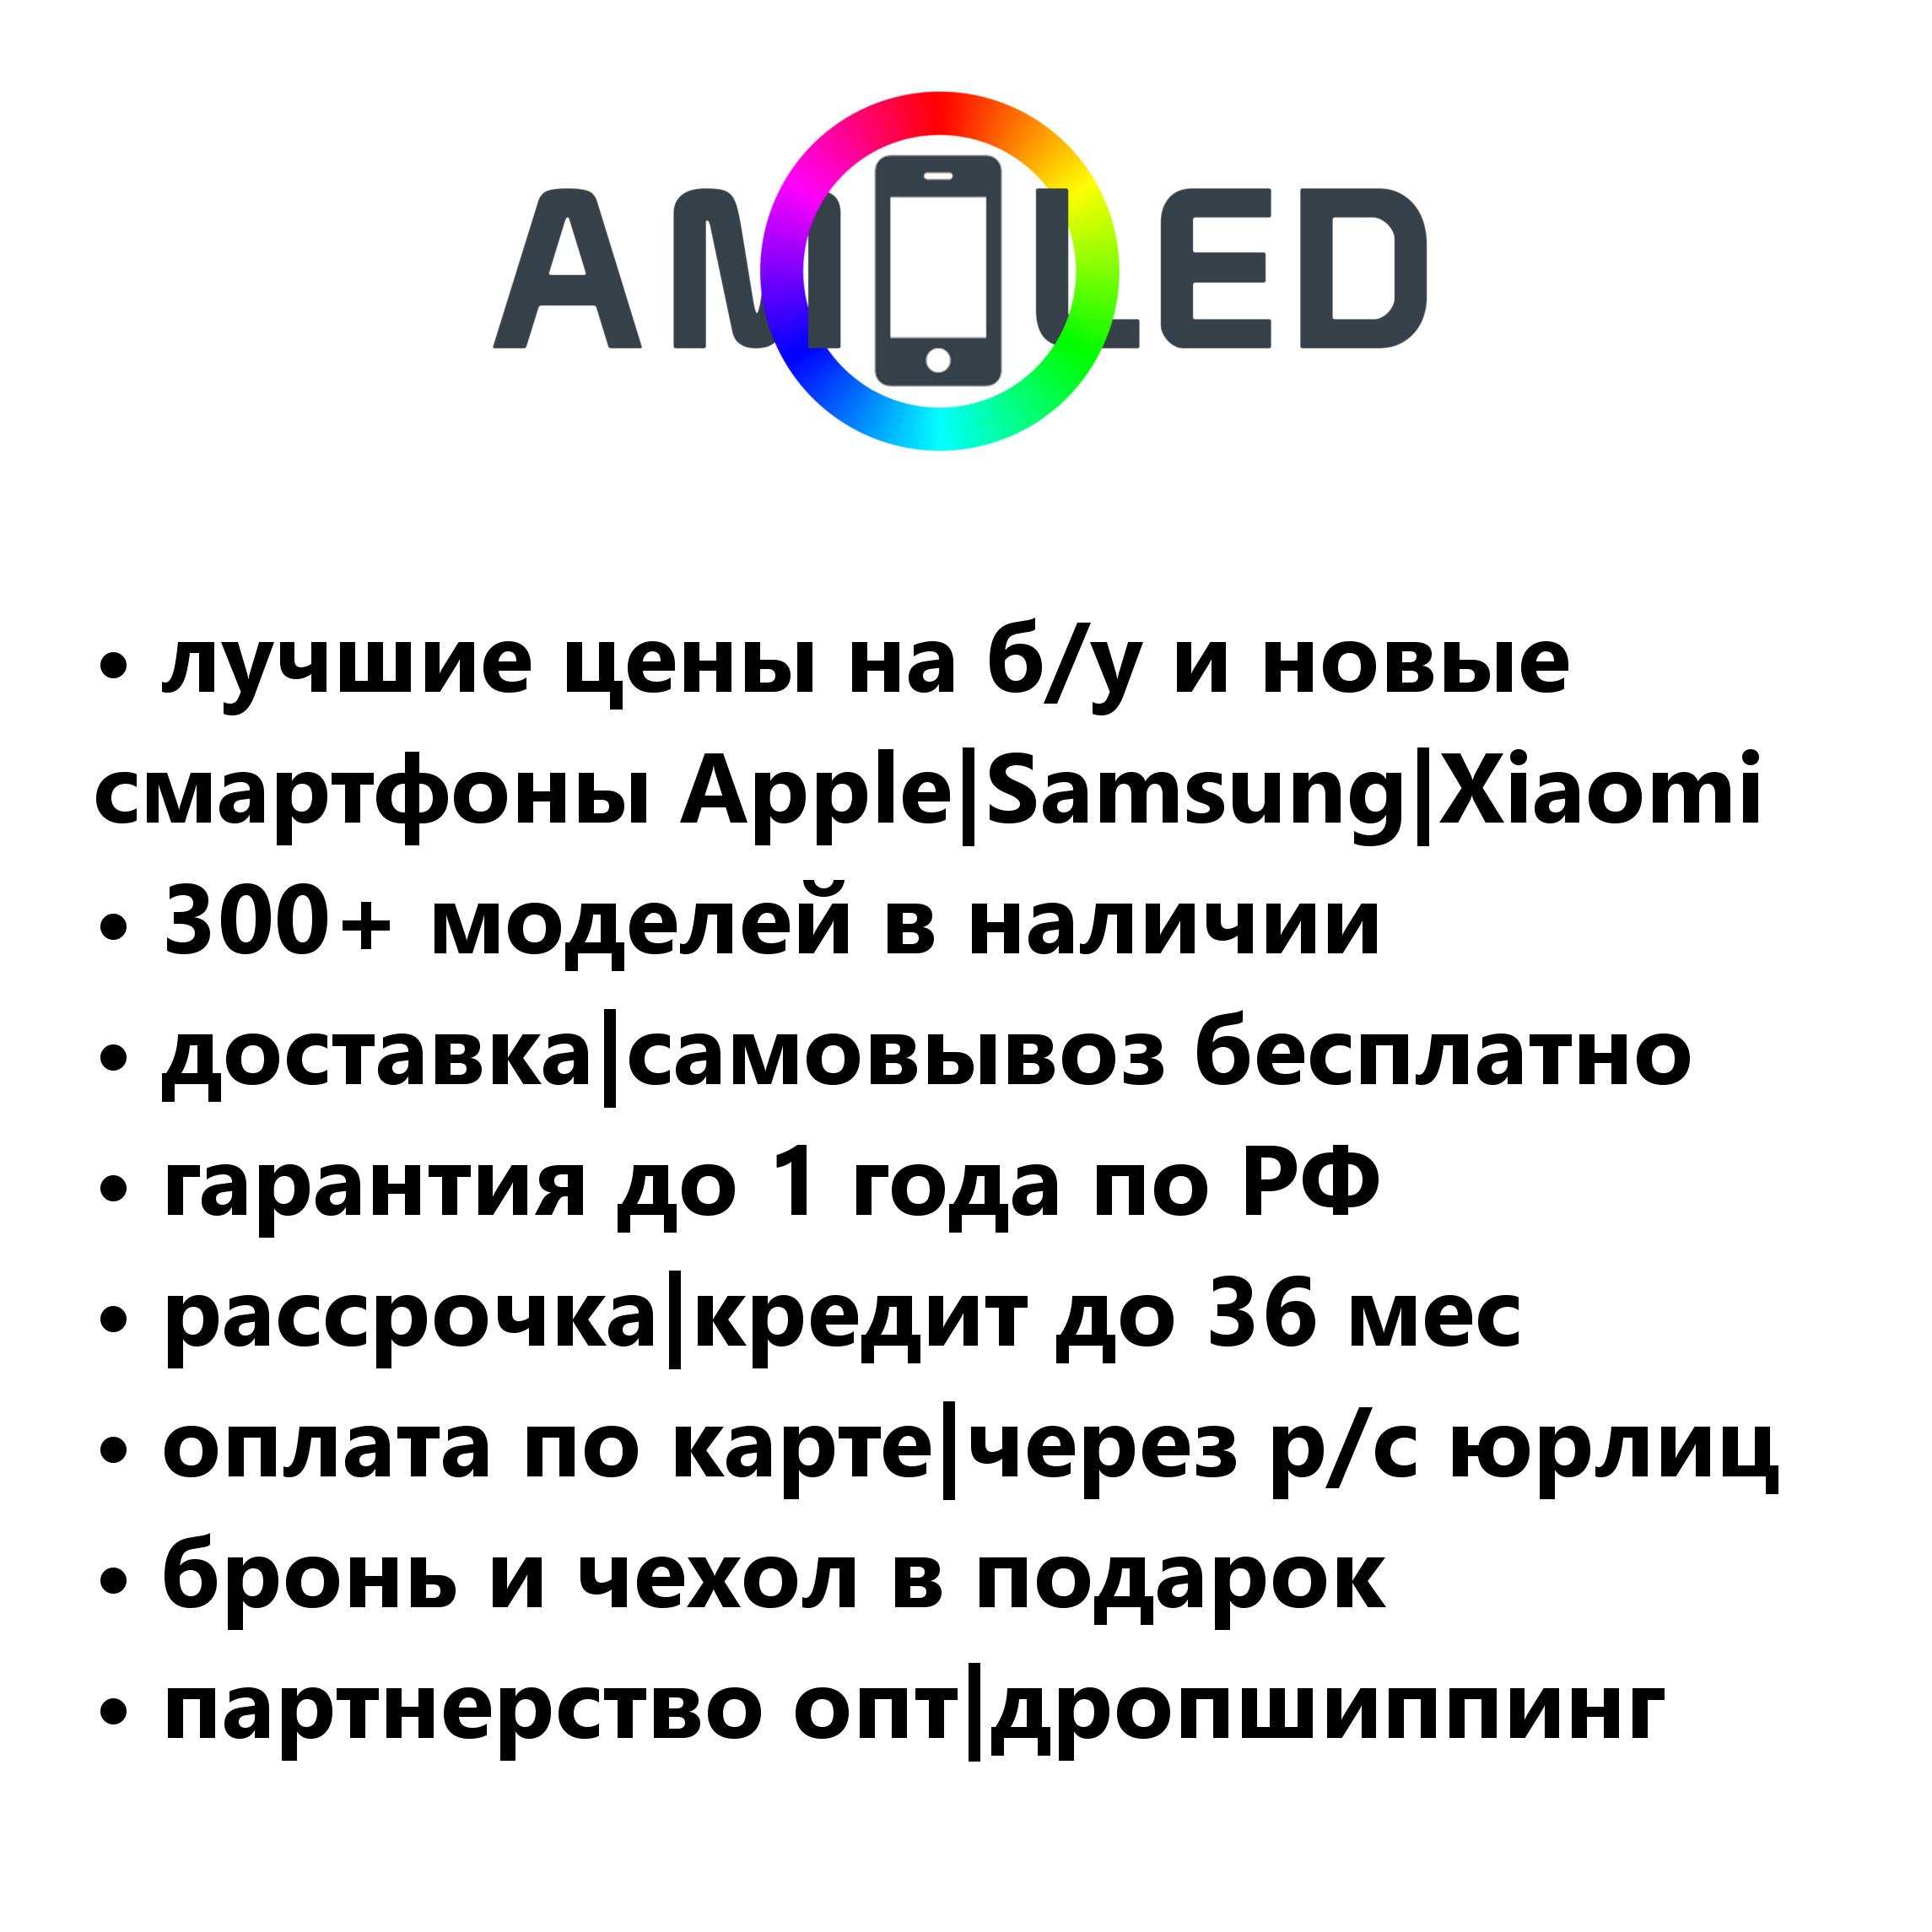 AMOLED
• лучшие цены на б/у и новые
смартфоны Apple|Samsung|Xiaomi
• 300+ моделей в наличии
• доставка|самовывоз бесплатно
• гарантия до 1 года по РФ
• рассрочка|кредит до 36 мес
• оплата по карте|через р/с юрлиц
• бронь и чехол в подарок
• партнерство опт|дропшиппинг